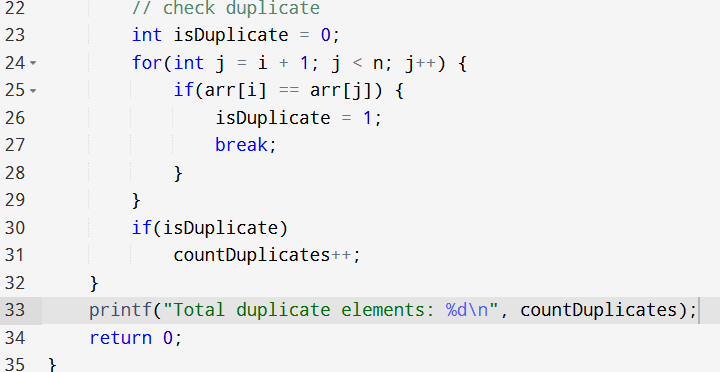 22 // check duplicate
23 int isDuplicate = 0;
24 for(int j = i + 1; j < n; j++) {
25 if(arr[i] == arr[j]) {
26 isDuplicate = 1;
27 break;
28 }
29 }
30 if(isDuplicate)
31 countDuplicates++;
32 }
33 printf("Total duplicate elements: %d\n", countDuplicates);
34 return 0;
35 }